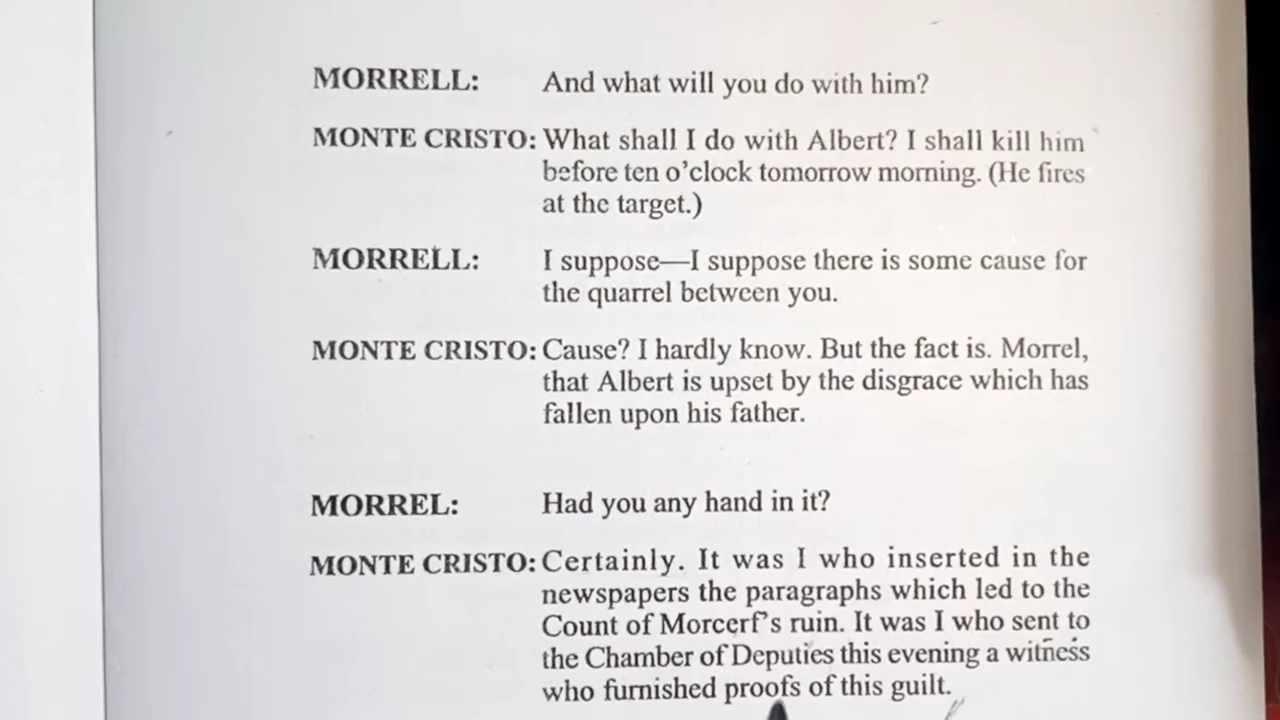 MORRELL: And what will you do with him?
MONTE CRISTO: What shall I do with Albert? I shall kill him
before ten o'clock tomorrow morning. (He fires
at the target.)
MORRELL: I suppose—I suppose there is some cause for
the quarrel between you.
MONTE CRISTO: Cause? I hardly know. But the fact is. Morrel,
that Albert is upset by the disgrace which has
fallen upon his father.
MORREL: Had you any hand in it?
MONTE CRISTO: Certainly. It was I who inserted in the
newspapers the paragraphs which led to the
Count of Morcerf's ruin. It was I who sent to
the Chamber of Deputies this evening a witness
who furnished proofs of this guilt.